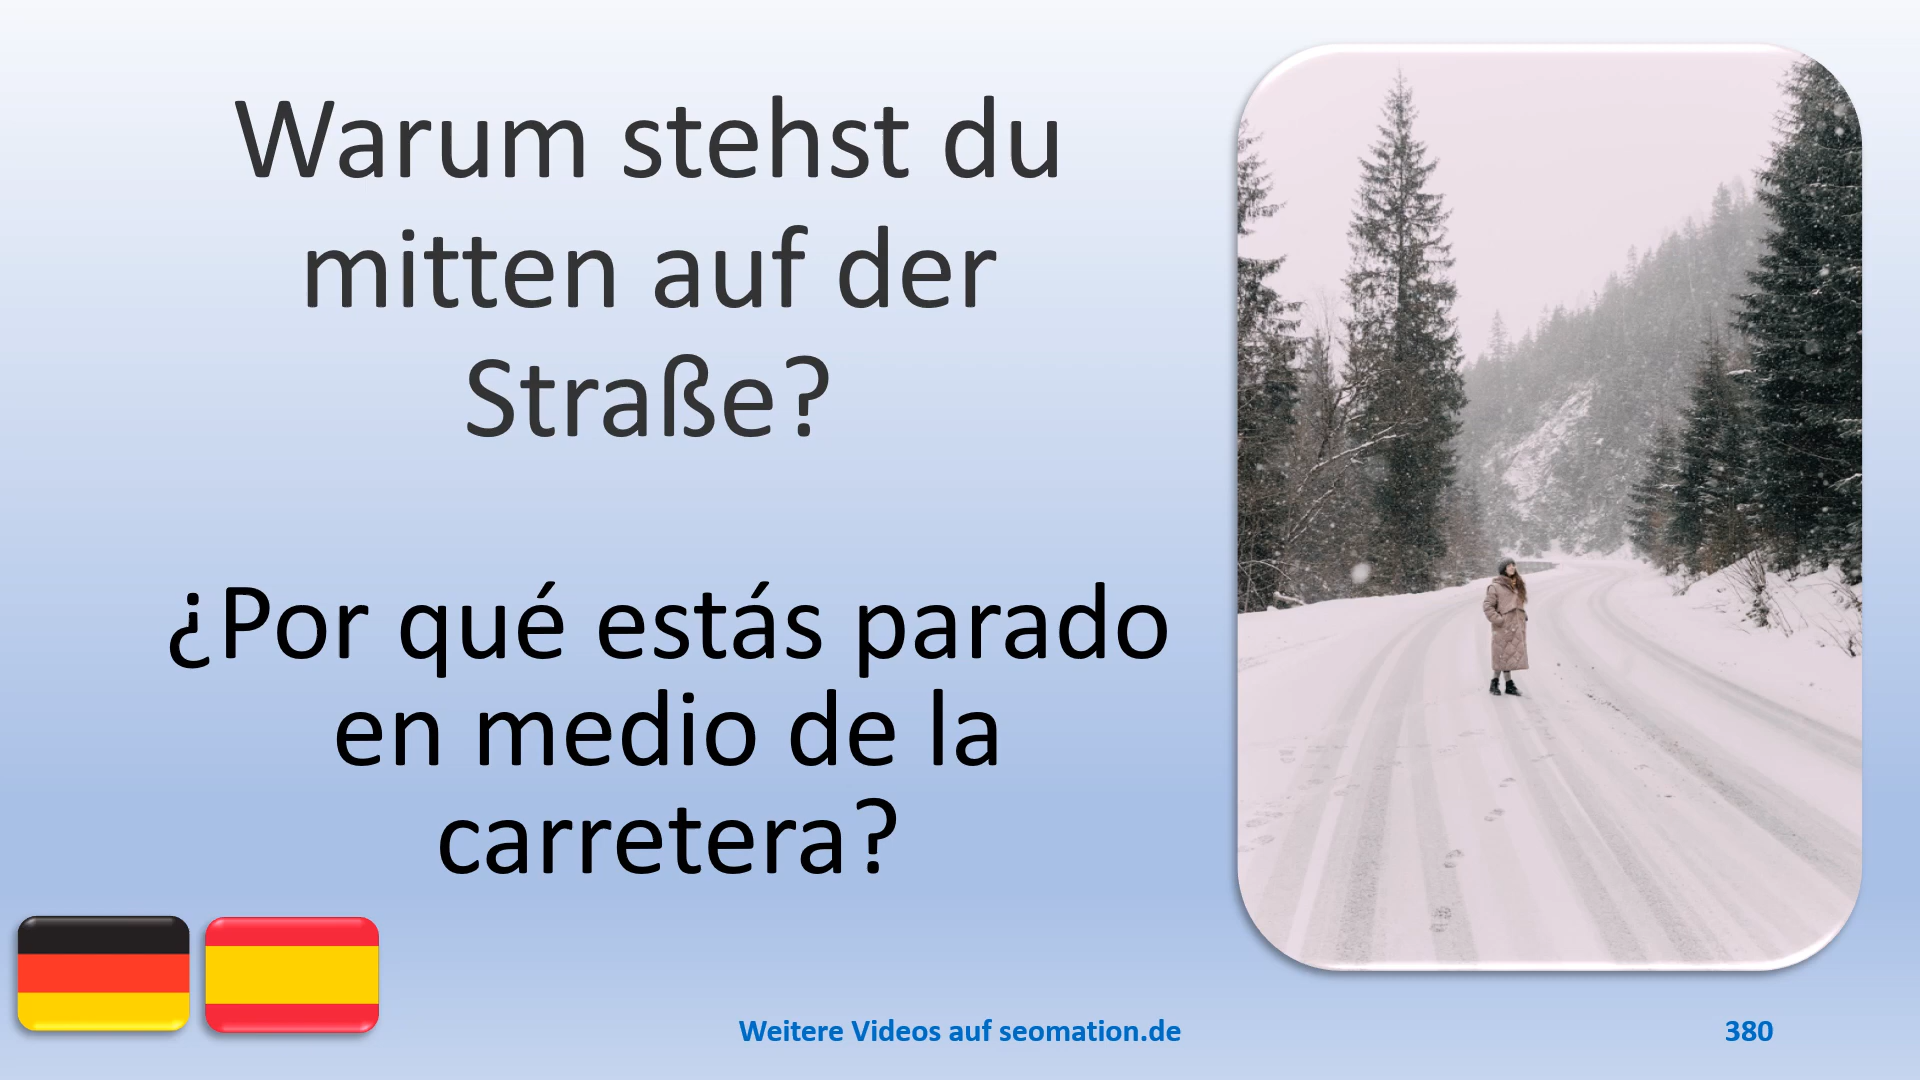 Warum stehst du
mitten auf der
Straße?
¿Por qué estás parado
en medio de la
carretera?
Weitere Videos auf seomation.de
380